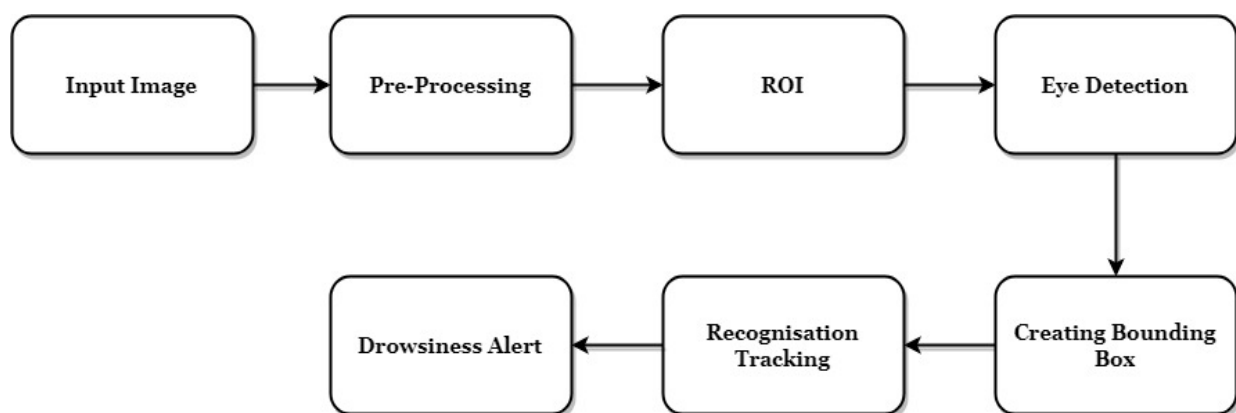 Input Image
Pre-Processing
ROI
Eye Detection
Creating Bounding
Box
Recognisation
Tracking
Drowsiness Alert